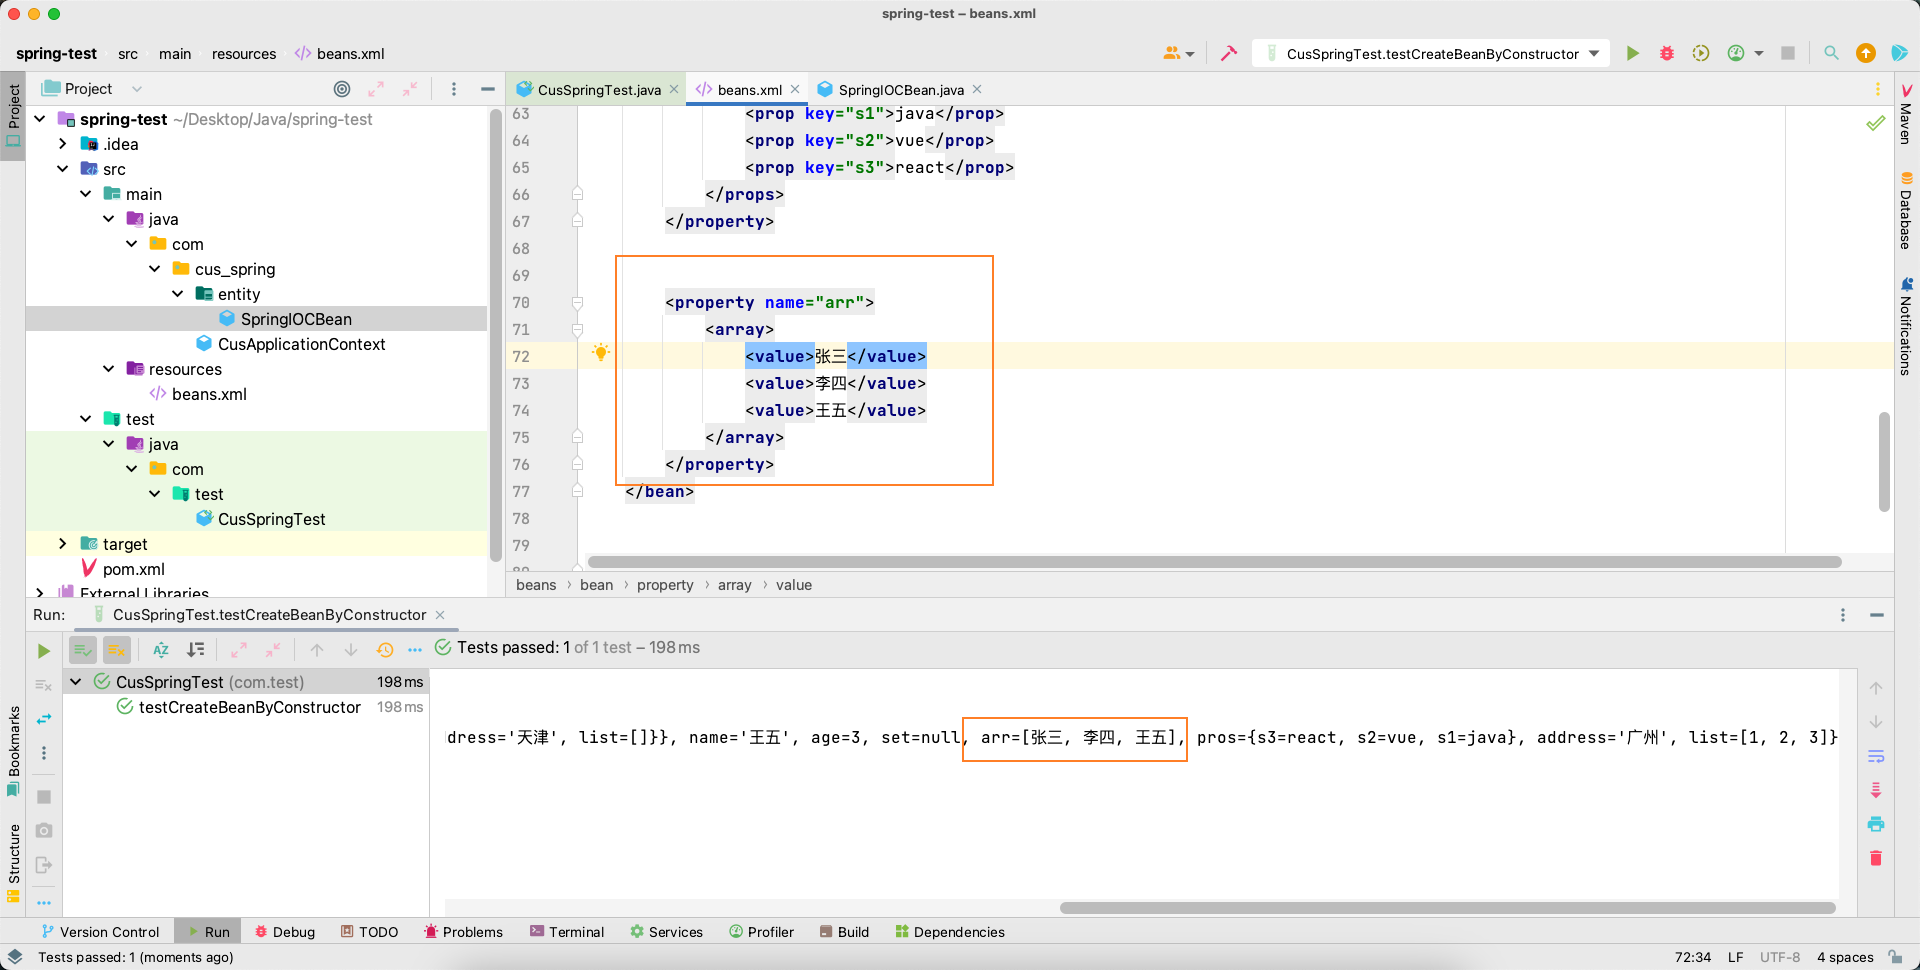 spring-test – beans.xml
spring-test src main resources beans.xml
CusSpringTest.testCreateBeanByConstructor
Project
Project
CusSpringTest.java
beans.xml
SpringIOCBean.java
spring-test ~/Desktop/Java/spring-test
.idea
src
main
java
com
cus_spring
entity
SpringIOCBean
CusApplicationContext
resources
beans.xml
test
java
com
test
CusSpringTest
target
pom.xml
External Libraries
63 <prop key="s1">java</prop>
64 <prop key="s2">vue</prop>
65 <prop key="s3">react</prop>
66 </props>
67 </property>
68
69
70 <property name="arr">
71 <array>
72 <value>张三</value>
73 <value>李四</value>
74 <value>王五</value>
75 </array>
76 </property>
77 </bean>
78
79
beans › bean › property › array › value
Maven
Database
Notifications
Run: CusSpringTest.testCreateBeanByConstructor
Tests passed: 1 of 1 test – 198 ms
CusSpringTest (com.test) 198 ms
testCreateBeanByConstructor 198 ms
dress='天津', list=[]}}, name='王五', age=3, set=null, arr=[张三, 李四, 王五], pros={s3=react, s2=vue, s1=java}, address='广州', list=[1, 2, 3]}
Bookmarks
Structure
Version Control Run Debug TODO Problems Terminal Services Profiler Build Dependencies
Tests passed: 1 (moments ago)
72:34 LF UTF-8 4 spaces